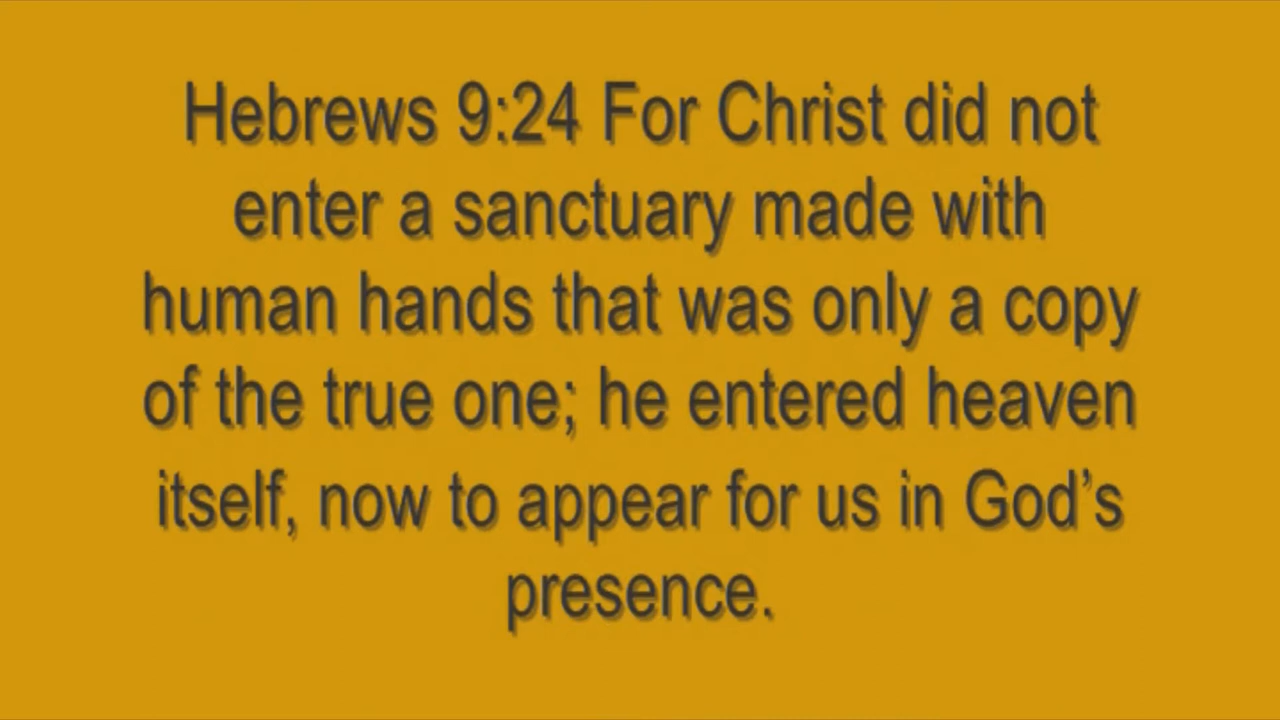 Hebrews 9:24 For Christ did not
enter a sanctuary made with
human hands that was only a copy
of the true one; he entered heaven
itself, now to appear for us in God’s
presence.